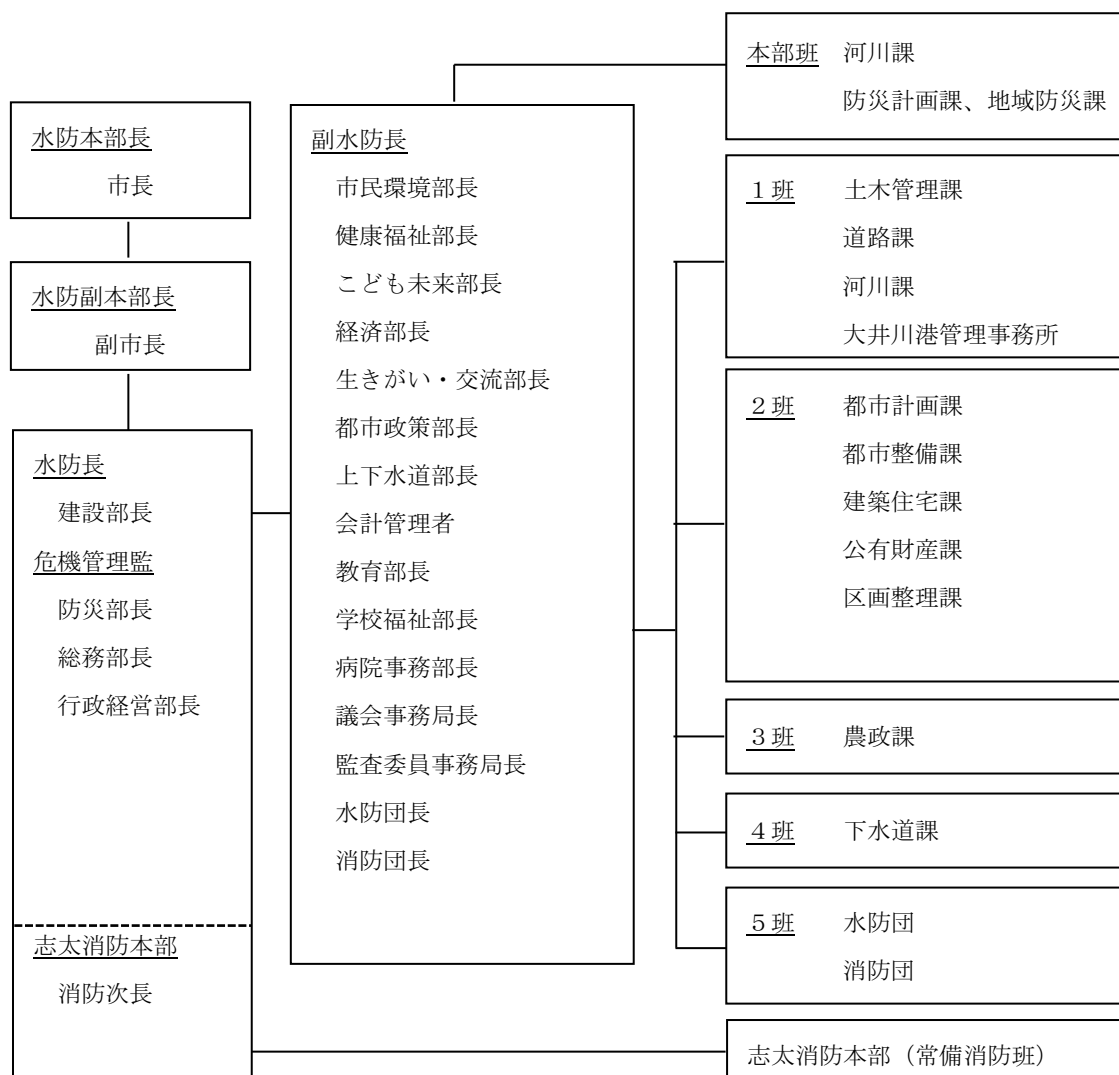 水防本部長
市長
水防副本部長
副市長
水防長
建設部長
危機管理監
防災部長
総務部長
行政経営部長
志太消防本部
消防次長
副水防長
市民環境部長
健康福祉部長
こども未来部長
経済部長
生きがい・交流部長
都市政策部長
上下水道部長
会計管理者
教育部長
学校福祉部長
病院事務部長
議会事務局長
監査委員事務局長
水防団長
消防団長
本部班 河川課
防災計画課、地域防災課
１班 土木管理課
道路課
河川課
大井川港管理事務所
２班 都市計画課
都市整備課
建築住宅課
公有財産課
区画整理課
３班 農政課
４班 下水道課
５班 水防団
消防団
志太消防本部（常備消防班）